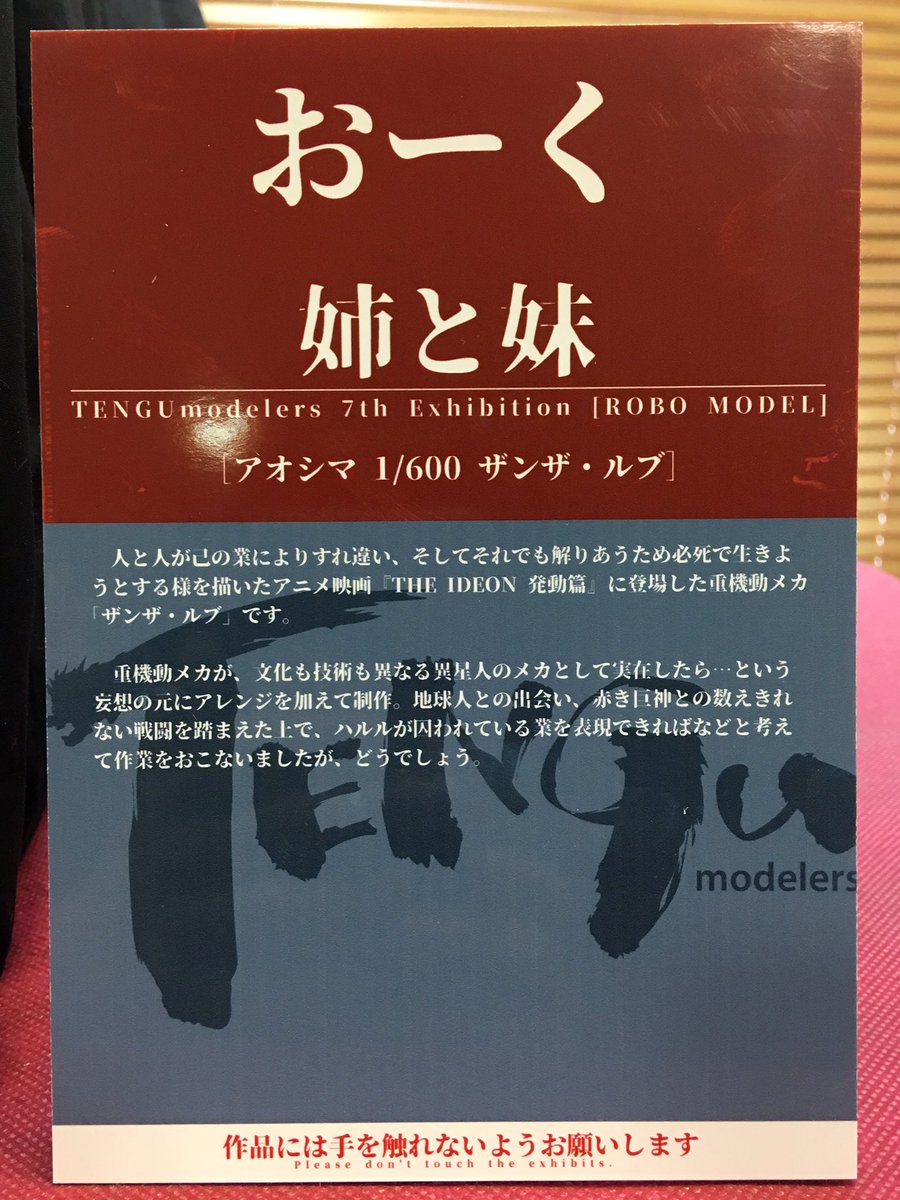 おーく
姉と妹
TENGUmodelers 7th Exhibition [ROBO MODEL]
[アオシマ 1/600 ザンザ・ルブ]
人と人が己の業によりすれ違い、そしてそれでも解りあうため必死で生きよ
うとする様を描いたアニメ映画『THE IDEON 発動篇』に登場した重機動メカ
「ザンザ・ルブ」です。
重機動メカが、文化も技術も異なる異星人のメカとして実在したら…という
妄想の元にアレンジを加えて制作。地球人との出会い、赤き巨神との数えきれ
ない戦闘を踏まえた上で、ハルルが囚われている業を表現できればなどと考え
て作業をおこないましたが、どうでしょう。
TENGU
modelers
作品には手を触れないようお願いします
Please don't touch the exhibits.